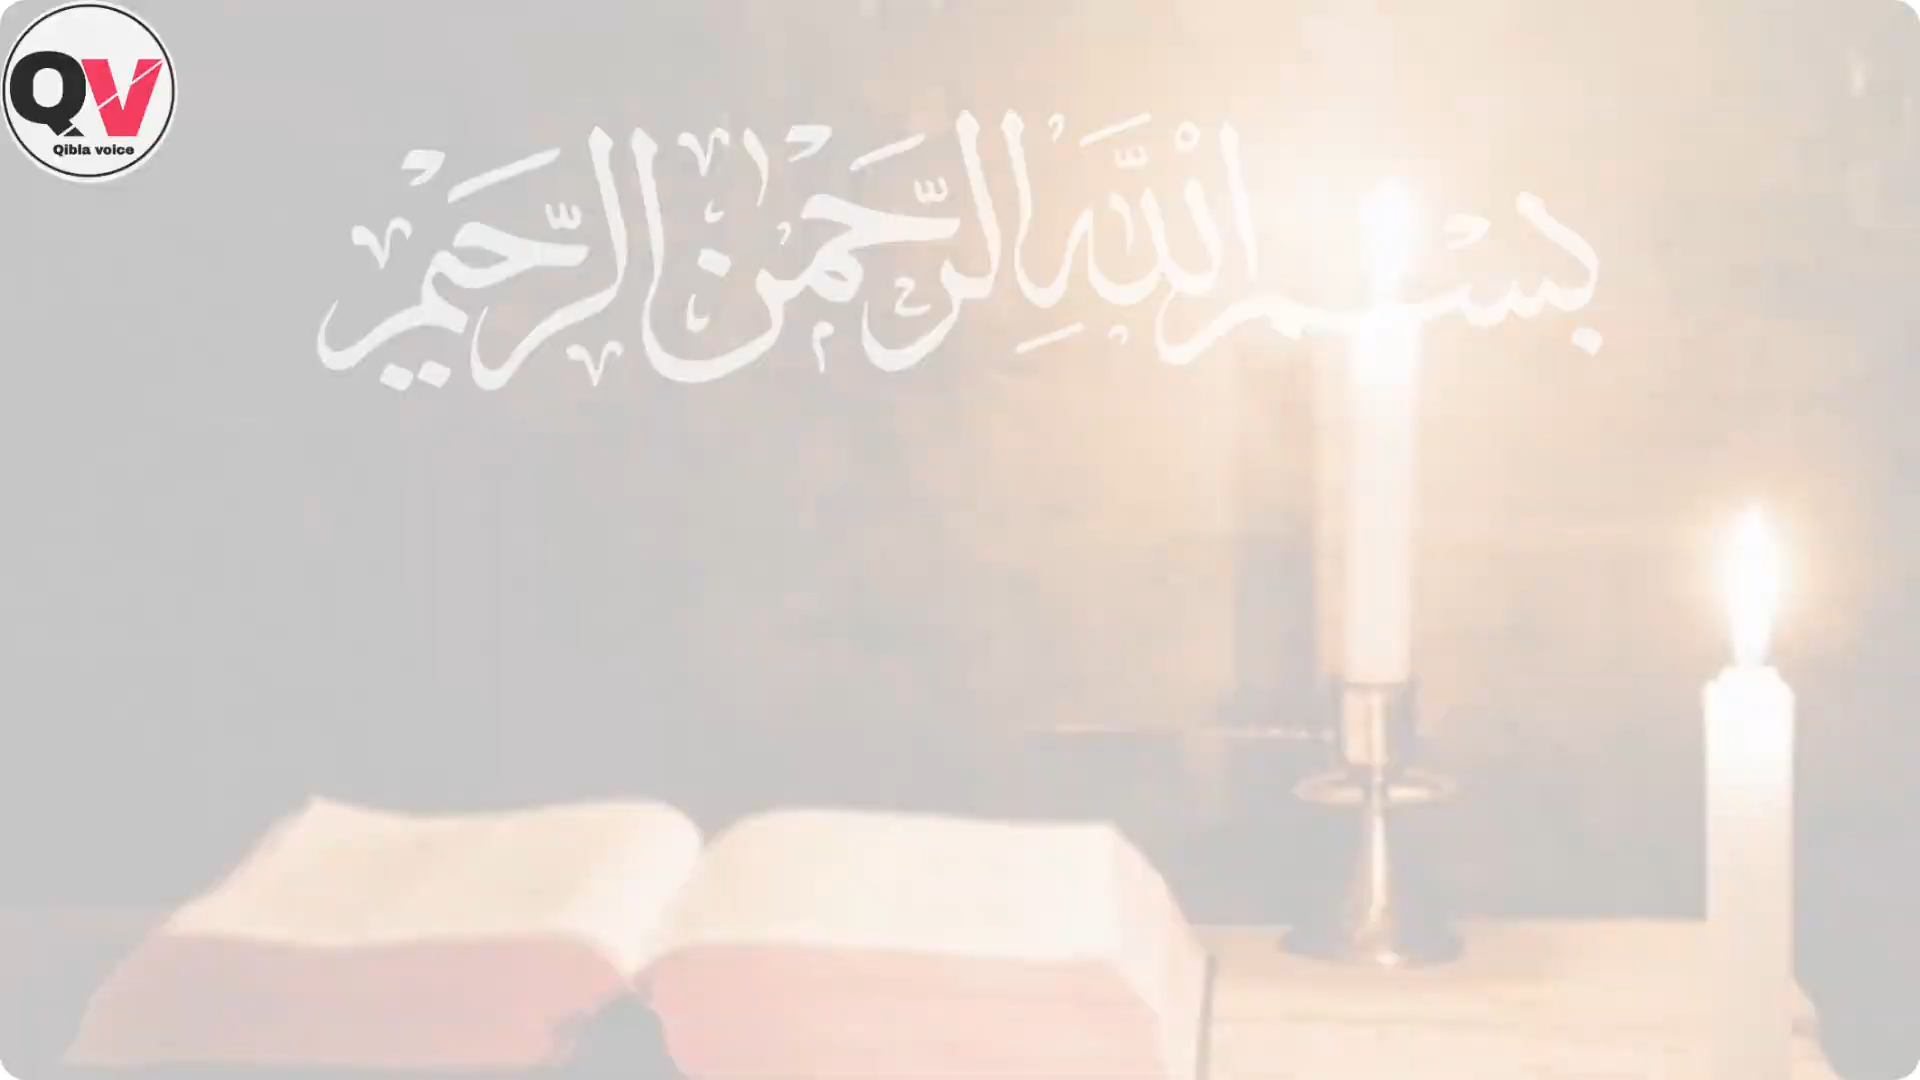 QV
Qibla voice
بِسْمِ اللَّهِ الرَّحْمٰنِ الرَّحِيْمِ